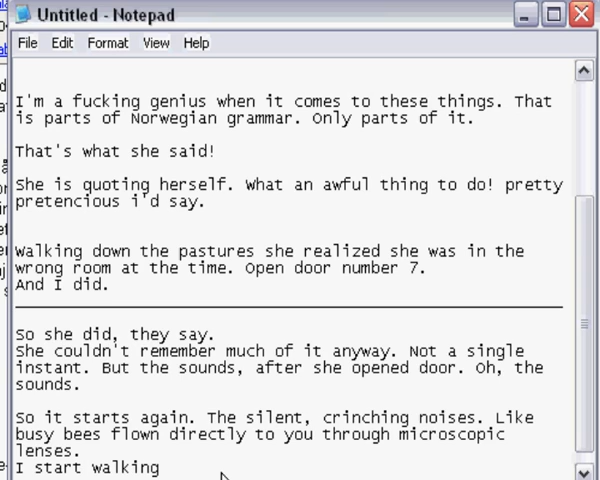 Untitled - Notepad
File Edit Format View Help
I'm a fucking genius when it comes to these things. That
is parts of Norwegian grammar. Only parts of it.
That's what she said!
She is quoting herself. What an awful thing to do! pretty
pretencious i'd say.
Walking down the pastures she realized she was in the
wrong room at the time. Open door number 7.
And I did.
So she did, they say.
She couldn't remember much of it anyway. Not a single
instant. But the sounds, after she opened door. Oh, the
sounds.
So it starts again. The silent, crinching noises. Like
busy bees flown directly to you through microscopic
lenses.
I start walking